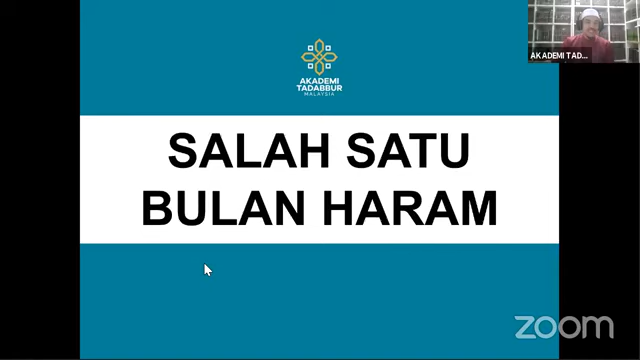 AKADEMI TAD...
AKADEMI
TADABBUR
MALAYSIA
SALAH SATU
BULAN HARAM
zoom